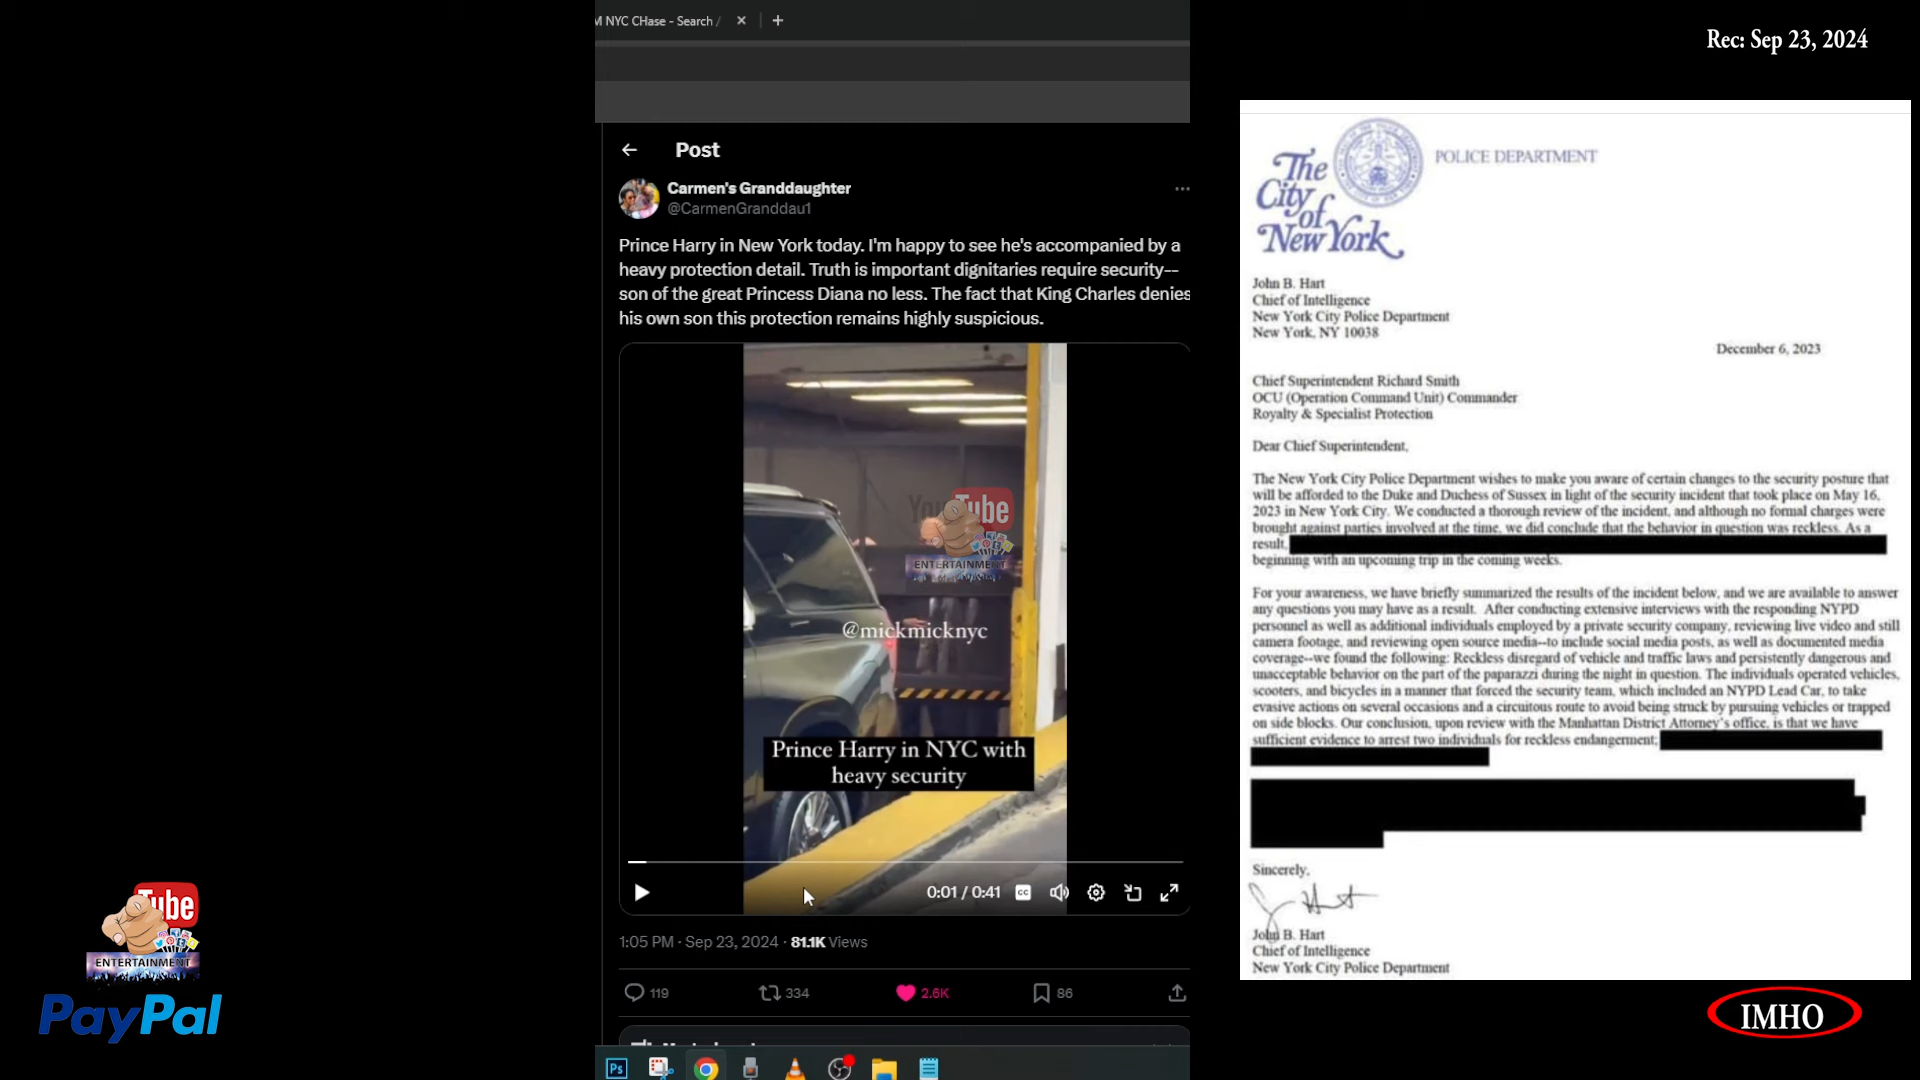 M NYC CHase - Search /
Rec: Sep 23, 2024
Post
Carmen's Granddaughter
@CarmenGranddau1
Prince Harry in New York today. I'm happy to see he's accompanied by a
heavy protection detail. Truth is important dignitaries require security--
son of the great Princess Diana no less. The fact that King Charles denies
his own son this protection remains highly suspicious.
YouTube
ENTERTAINMENT
@mickmicknyc
Prince Harry in NYC with
heavy security
0:01 / 0:41
CC
1:05 PM · Sep 23, 2024 · 81.1K Views
119
334
2.6K
86
Tube
ENTERTAINMENT
PayPal
Ps
The
City
of
New York
POLICE DEPARTMENT
John B. Hart
Chief of Intelligence
New York City Police Department
New York, NY 10038
December 6, 2023
Chief Superintendent Richard Smith
OCU (Operation Command Unit) Commander
Royalty & Specialist Protection
Dear Chief Superintendent,
The New York City Police Department wishes to make you aware of certain changes to the security posture that
will be afforded to the Duke and Duchess of Sussex in light of the security incident that took place on May 16,
2023 in New York City. We conducted a thorough review of the incident, and although no formal charges were
brought against parties involved at the time, we did conclude that the behavior in question was reckless. As a
result,
beginning with an upcoming trip in the coming weeks.
For your awareness, we have briefly summarized the results of the incident below, and we are available to answer
any questions you may have as a result. After conducting extensive interviews with the responding NYPD
personnel as well as additional individuals employed by a private security company, reviewing live video and still
camera footage, and reviewing open source media--to include social media posts, as well as documented media
coverage--we found the following: Reckless disregard of vehicle and traffic laws and persistently dangerous and
unacceptable behavior on the part of the paparazzi during the night in question. The individuals operated vehicles,
scooters, and bicycles in a manner that forced the security team, which included an NYPD Lead Car, to take
evasive actions on several occasions and a circuitous route to avoid being struck by pursuing vehicles or trapped
on side blocks. Our conclusion, upon review with the Manhattan District Attorney's office, is that we have
sufficient evidence to arrest two individuals for reckless endangerment;
Sincerely,
John B. Hart
Chief of Intelligence
New York City Police Department
IMHO